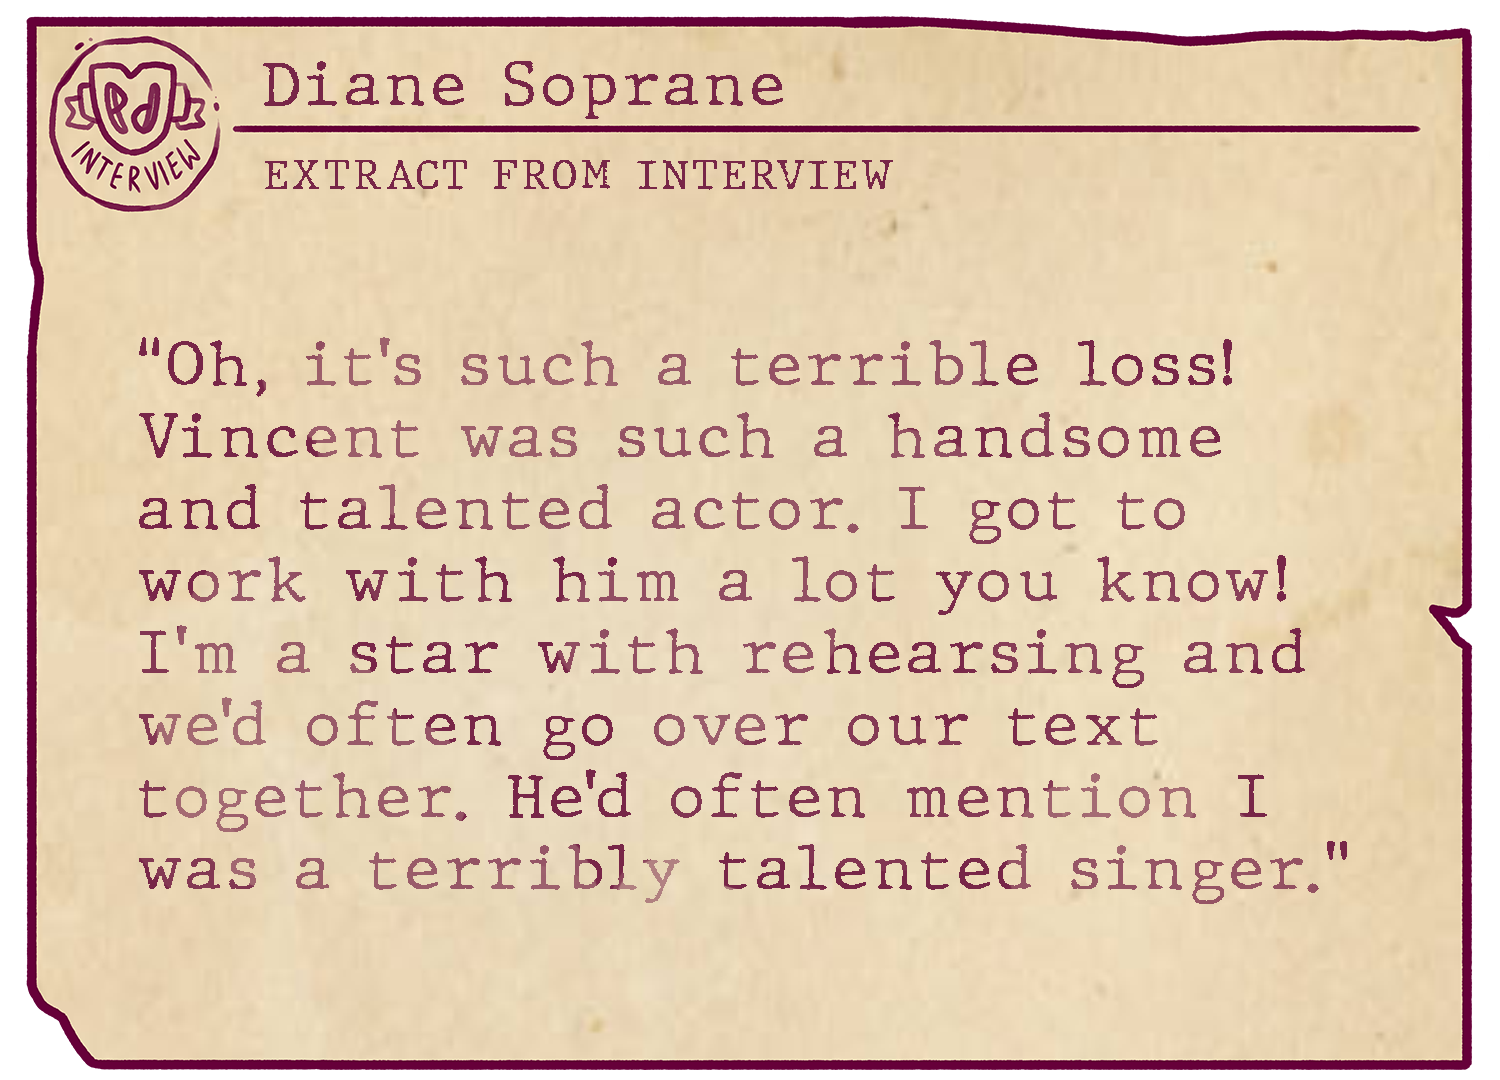 Pd
INTERVIEW
Diane Soprane
EXTRACT FROM INTERVIEW
"Oh, it's such a terrible loss!
Vincent was such a handsome
and talented actor. I got to
work with him a lot you know!
I'm a star with rehearsing and
we'd often go over our text
together. He'd often mention I
was a terribly talented singer."